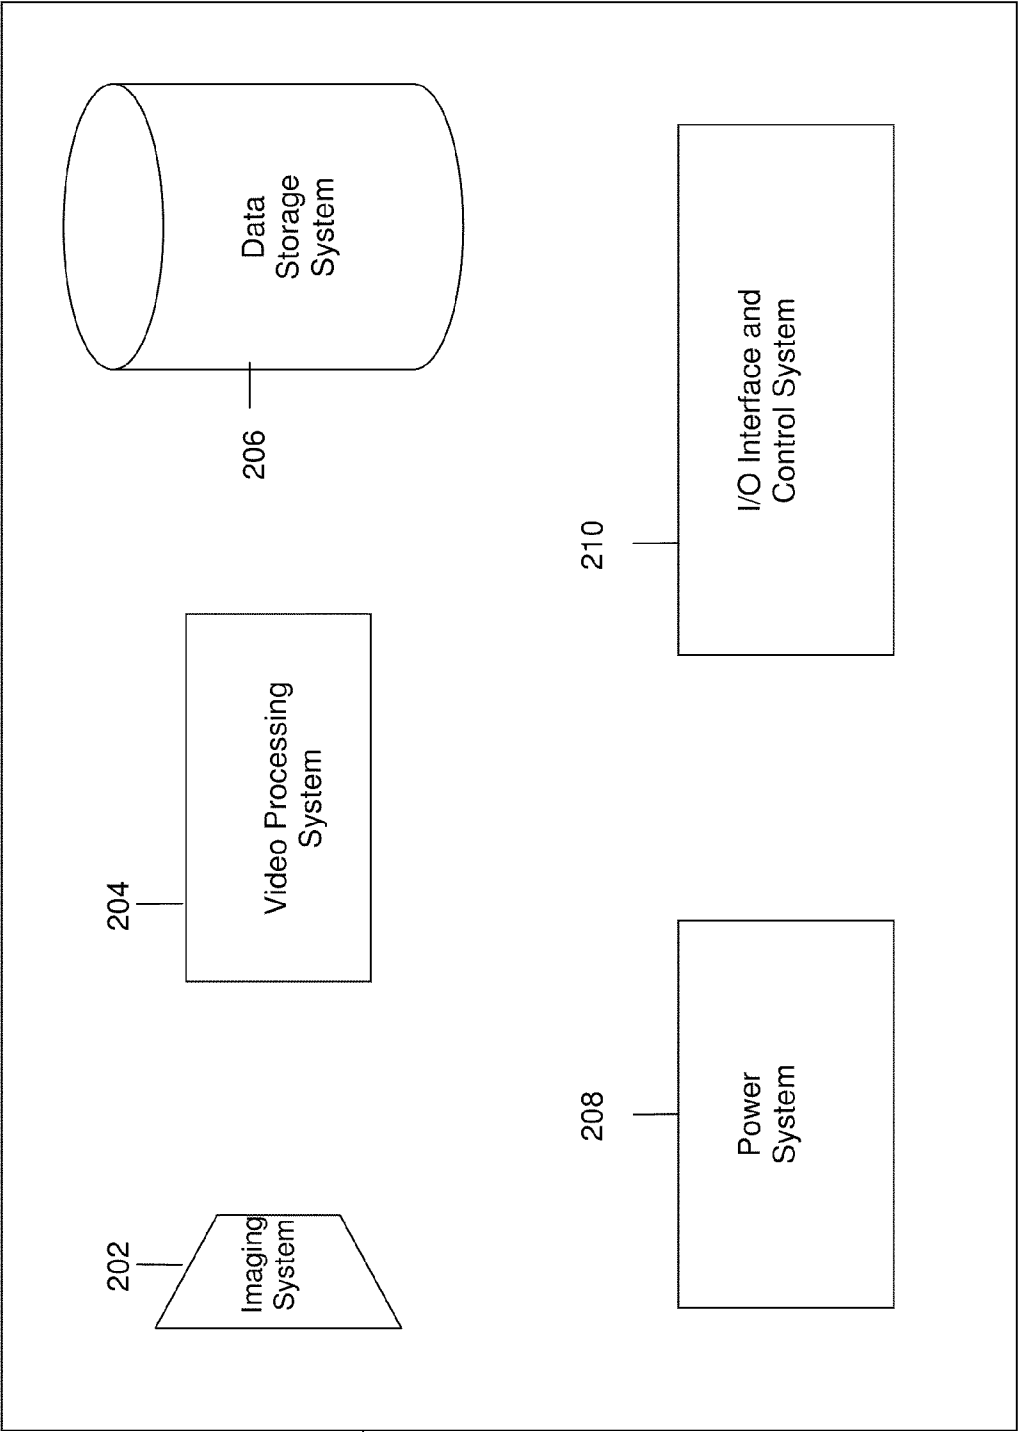 202
Imaging
System
204
Video Processing
System
206
Data
Storage
System
208
Power
System
210
I/O Interface and
Control System